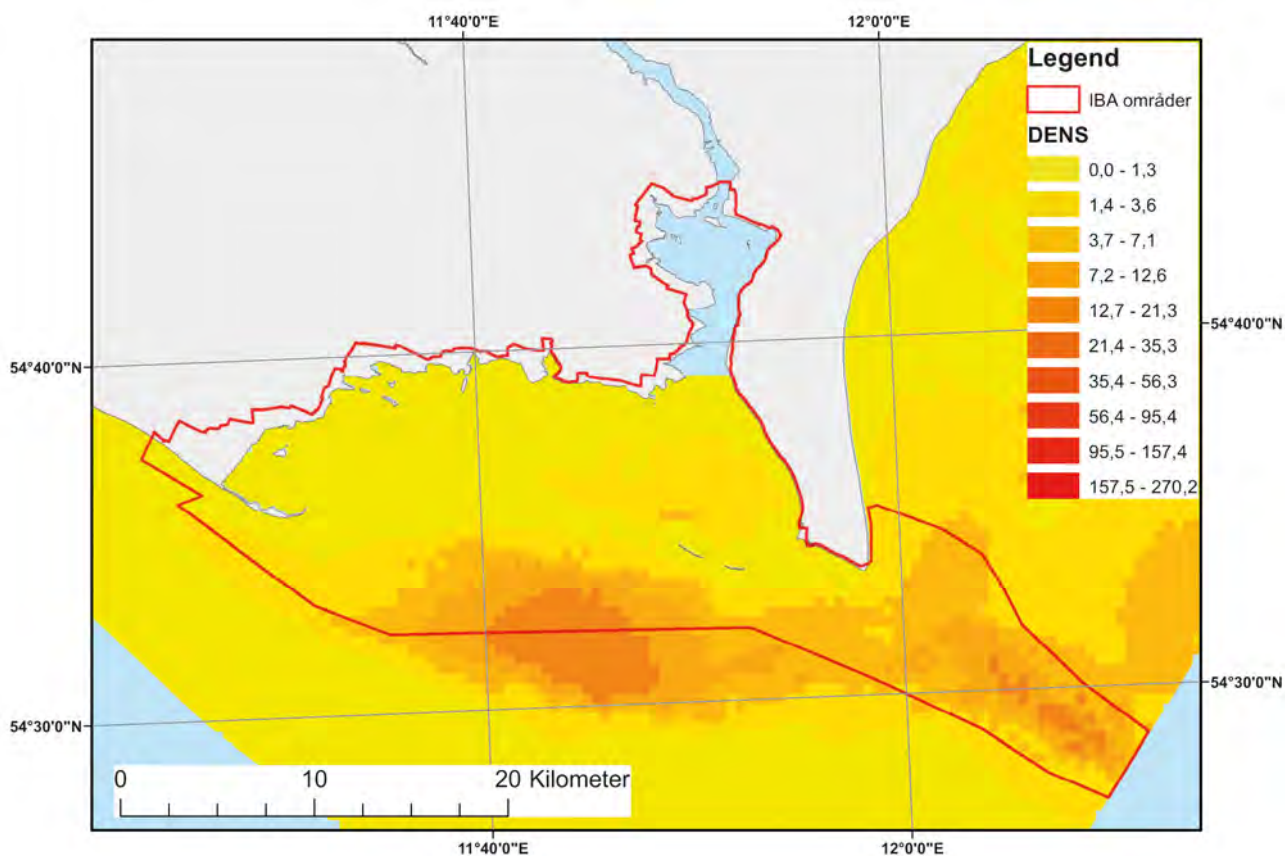 11°40'0"E
12°0'0"E
Legend
IBA områder
DENS
0,0 - 1,3
1,4 - 3,6
3,7 - 7,1
7,2 - 12,6
12,7 - 21,3
21,4 - 35,3
35,4 - 56,3
56,4 - 95,4
95,5 - 157,4
157,5 - 270,2
54°40'0"N
54°40'0"N
54°30'0"N
54°30'0"N
0
10
20 Kilometer
11°40'0"E
12°0'0"E